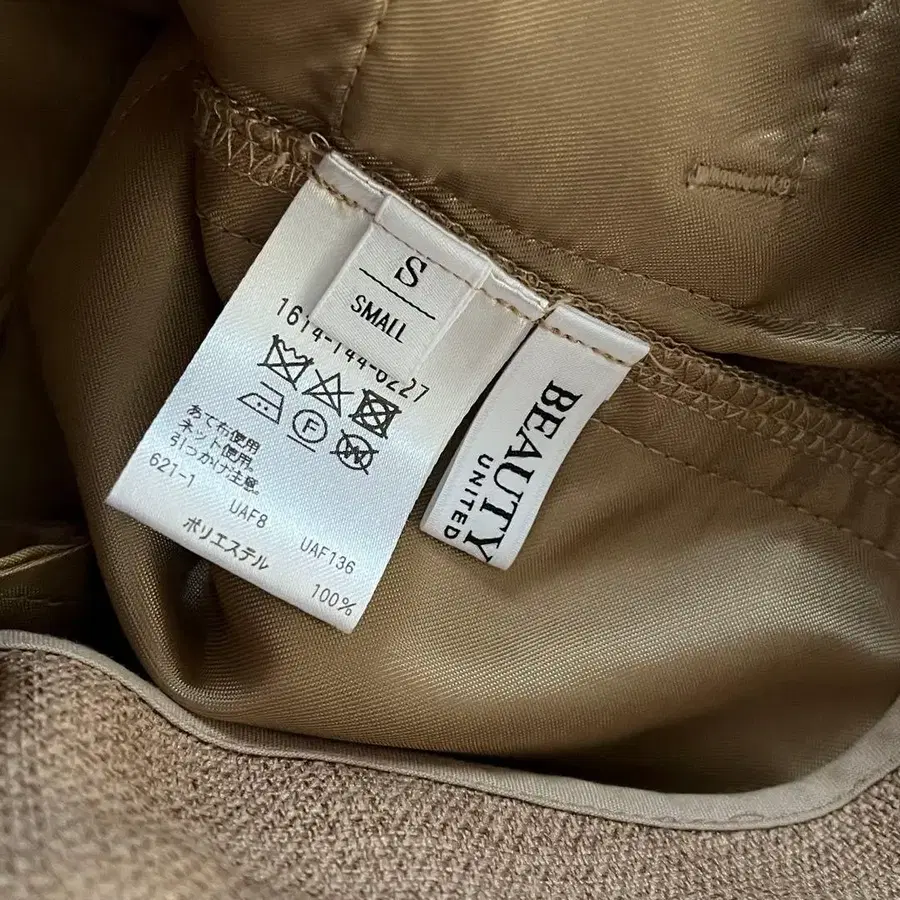 S
SMALL
1614-144-6227
F
W
あて布使用
ネット使用。
引っかけ注意。
621-1
UAF8
UAF136
ポリエステル
100%
BEAUTY
UNITED